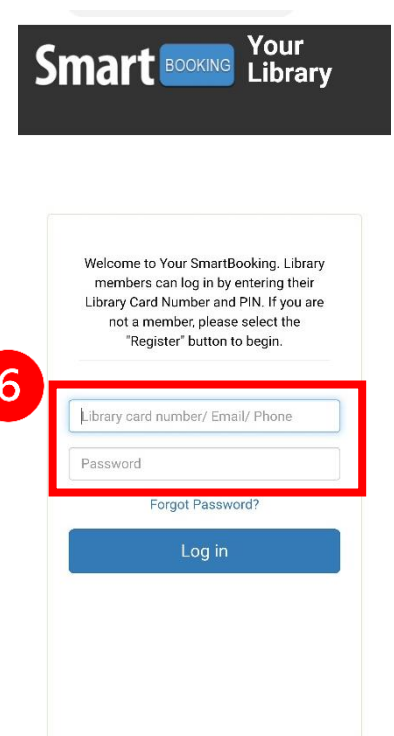 Smart BOOKING Your
Library
Welcome to Your SmartBooking. Library
members can log in by entering their
Library Card Number and PIN. If you are
not a member, please select the
"Register" button to begin.
6
Library card number/ Email/ Phone
Password
Forgot Password?
Log in